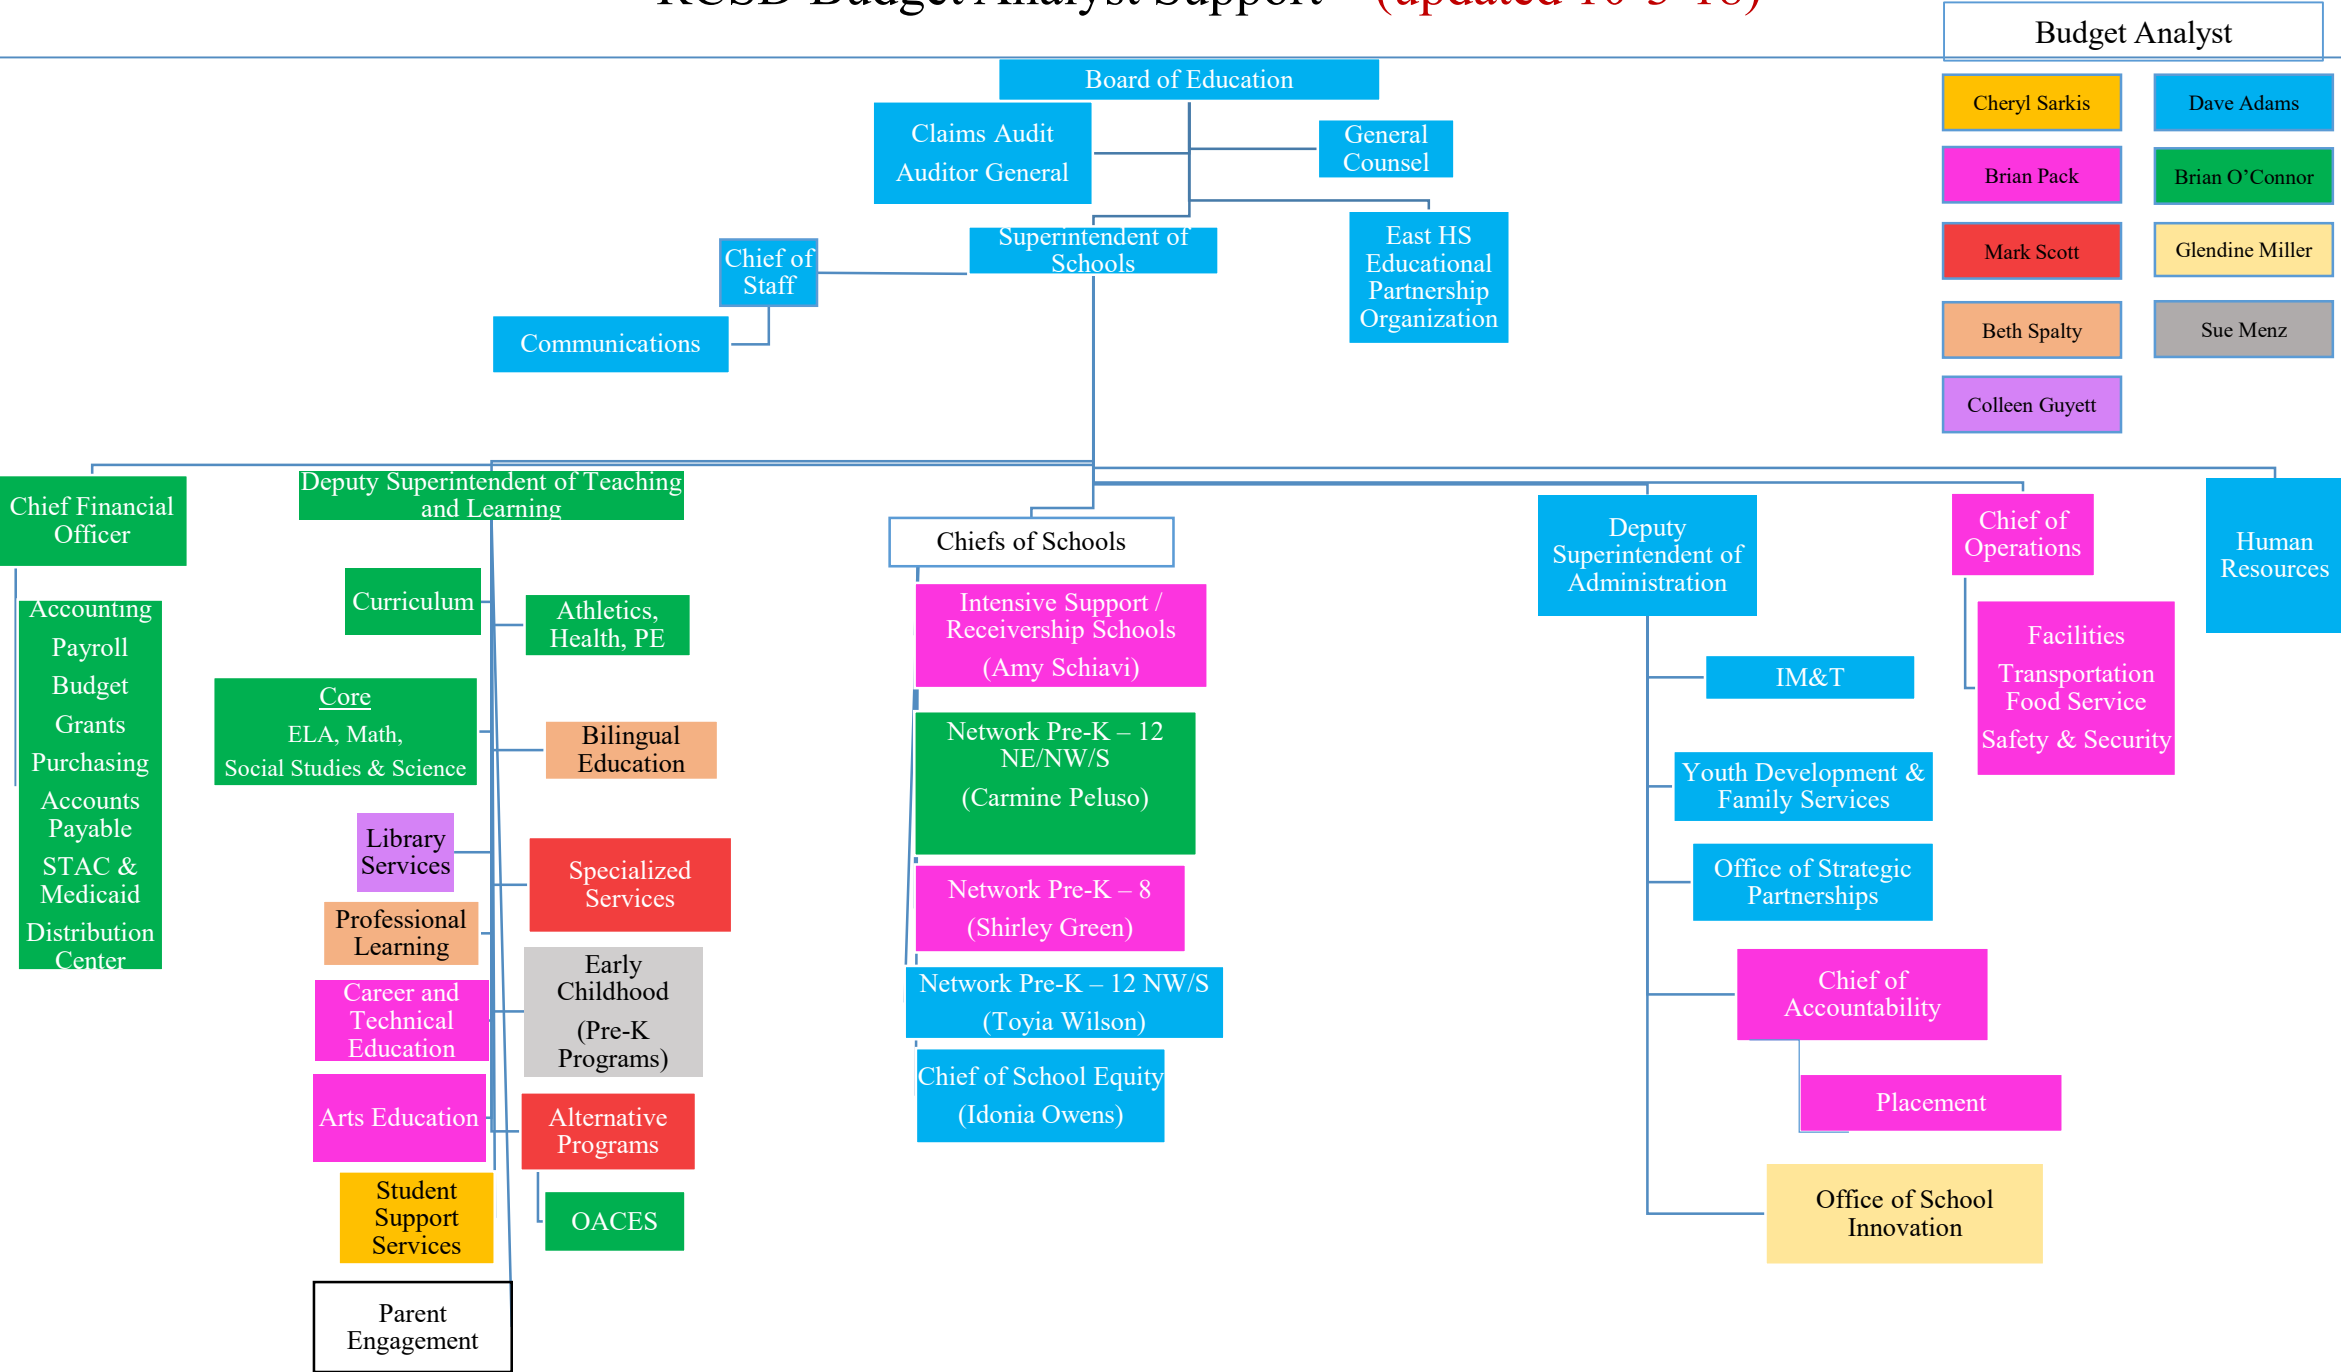 RCSD Budget Analyst Support (updated 10-5-18)
Budget Analyst
Cheryl Sarkis
Dave Adams
Brian Pack
Brian O’Connor
Mark Scott
Glendine Miller
Beth Spalty
Sue Menz
Colleen Guyett
Board of Education
Claims Audit
Auditor General
General
Counsel
Superintendent of
Schools
East HS
Educational
Partnership
Organization
Chief of
Staff
Communications
Chief Financial
Officer
Accounting
Payroll
Budget
Grants
Purchasing
Accounts
Payable
STAC &
Medicaid
Distribution
Center
Deputy Superintendent of Teaching
and Learning
Curriculum
Athletics,
Health, PE
Core
ELA, Math,
Social Studies & Science
Bilingual
Education
Library
Services
Specialized
Services
Professional
Learning
Early
Childhood
(Pre-K
Programs)
Career and
Technical
Education
Arts Education
Alternative
Programs
Student
Support
Services
OACES
Parent
Engagement
Chiefs of Schools
Intensive Support /
Receivership Schools
(Amy Schiavi)
Network Pre-K – 12
NE/NW/S
(Carmine Peluso)
Network Pre-K – 8
(Shirley Green)
Network Pre-K – 12 NW/S
(Toyia Wilson)
Chief of School Equity
(Idonia Owens)
Deputy
Superintendent of
Administration
IM&T
Youth Development &
Family Services
Office of Strategic
Partnerships
Chief of
Accountability
Placement
Office of School
Innovation
Chief of
Operations
Facilities
Transportation
Food Service
Safety & Security
Human
Resources